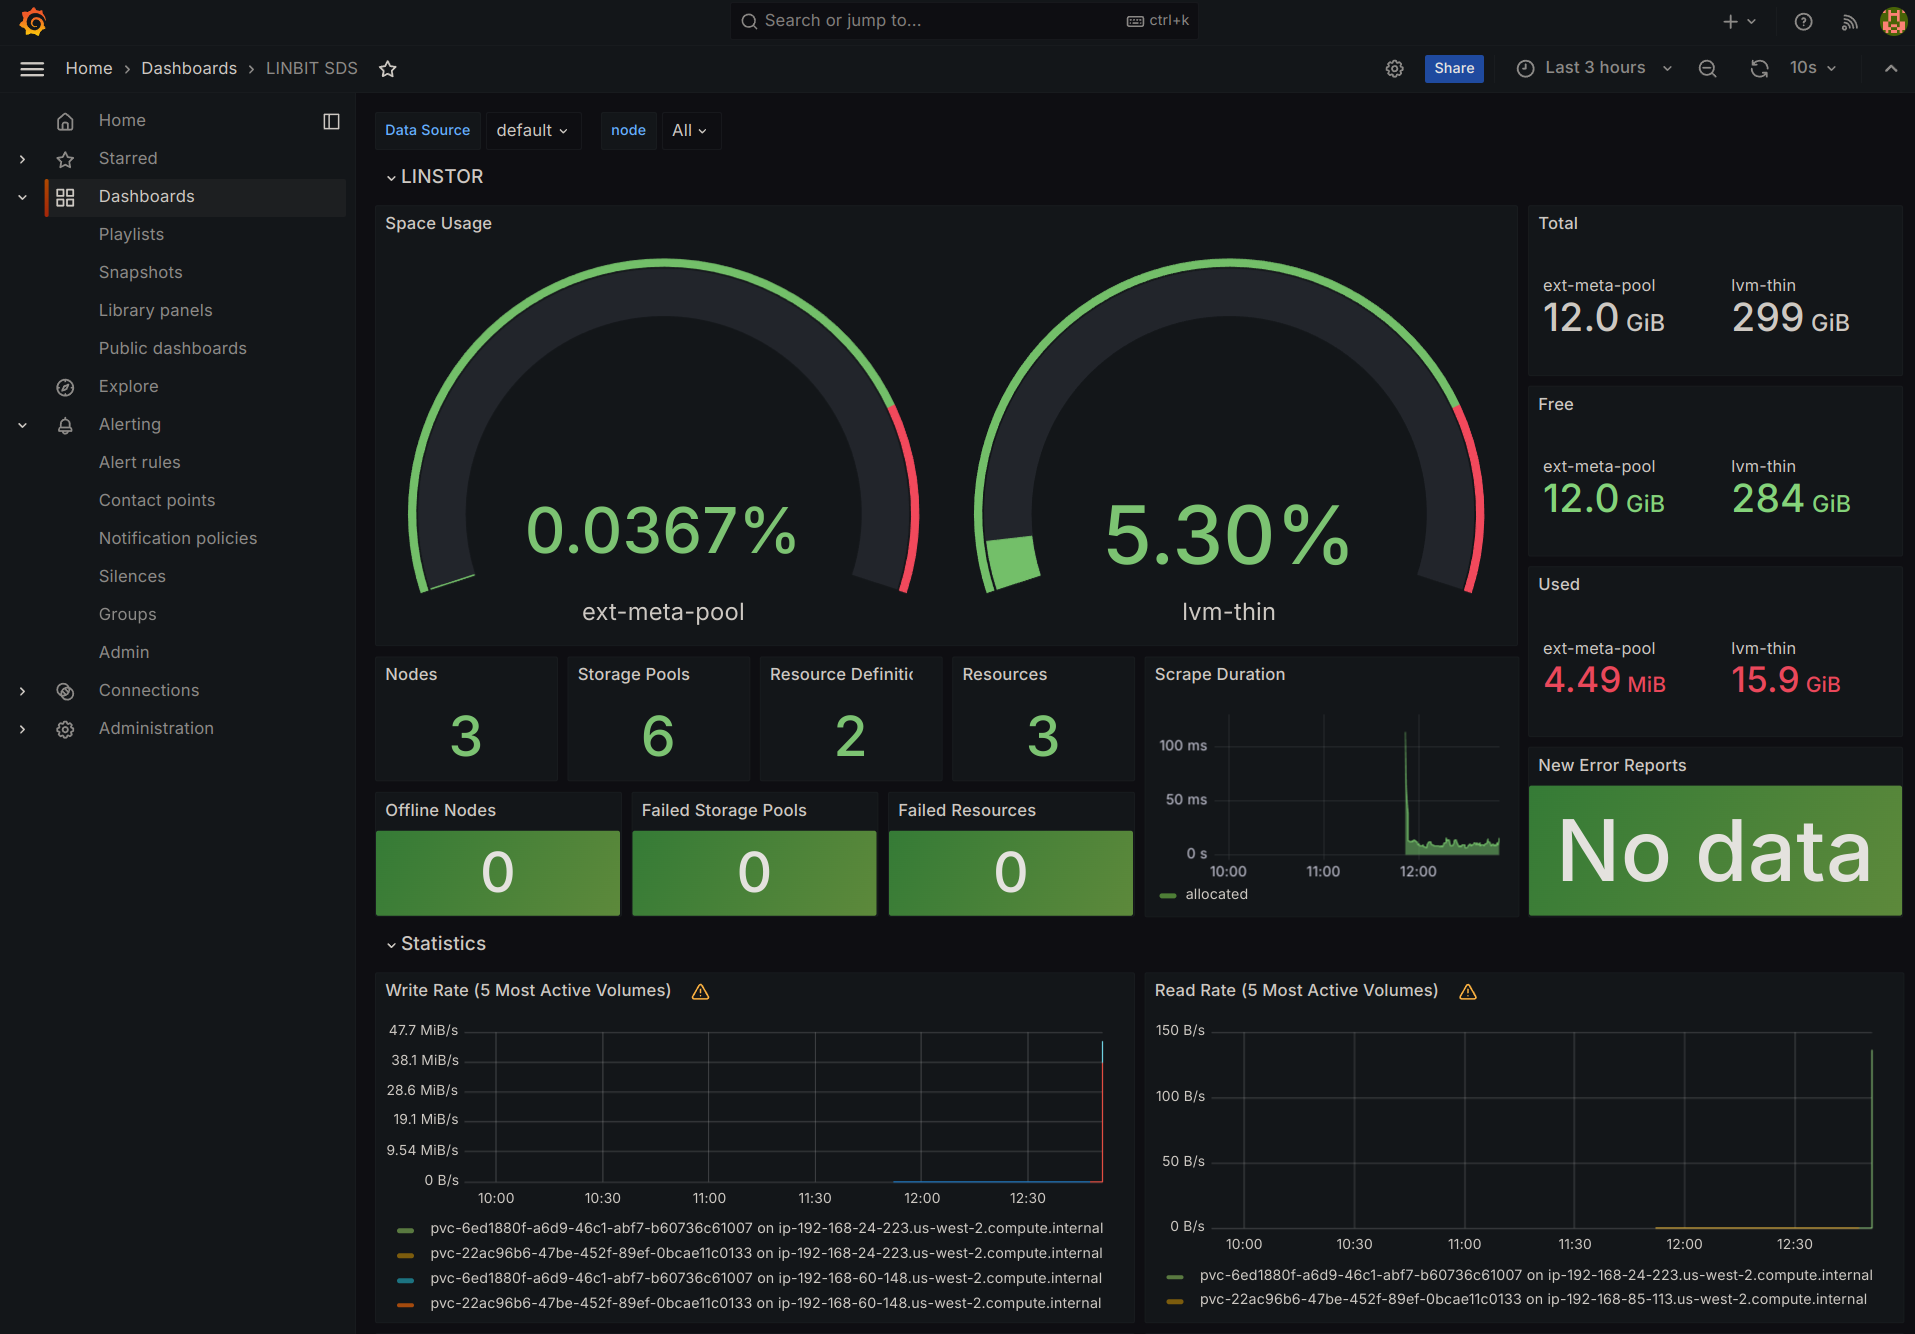 Search or jump to...
ctrl+k
Home
Dashboards
LINBIT SDS
Share
Last 3 hours
10s
Home
Starred
Dashboards
Playlists
Snapshots
Library panels
Public dashboards
Explore
Alerting
Alert rules
Contact points
Notification policies
Silences
Groups
Admin
Connections
Administration
Data Source
default
node
All
LINSTOR
Space Usage
0.0367%
ext-meta-pool
5.30%
lvm-thin
Total
ext-meta-pool
12.0 GiB
lvm-thin
299 GiB
Free
ext-meta-pool
12.0 GiB
lvm-thin
284 GiB
Used
ext-meta-pool
4.49 MiB
lvm-thin
15.9 GiB
Nodes
3
Storage Pools
6
Resource Definitic
2
Resources
3
Offline Nodes
0
Failed Storage Pools
0
Failed Resources
0
Scrape Duration
100 ms
50 ms
0 s
10:00
11:00
12:00
allocated
New Error Reports
No data
Statistics
Write Rate (5 Most Active Volumes)
47.7 MiB/s
38.1 MiB/s
28.6 MiB/s
19.1 MiB/s
9.54 MiB/s
0 B/s
10:00
10:30
11:00
11:30
12:00
12:30
pvc-6ed1880f-a6d9-46c1-abf7-b60736c61007 on ip-192-168-24-223.us-west-2.compute.internal
pvc-22ac96b6-47be-452f-89ef-0bcae11c0133 on ip-192-168-24-223.us-west-2.compute.internal
pvc-6ed1880f-a6d9-46c1-abf7-b60736c61007 on ip-192-168-60-148.us-west-2.compute.internal
pvc-22ac96b6-47be-452f-89ef-0bcae11c0133 on ip-192-168-60-148.us-west-2.compute.internal
Read Rate (5 Most Active Volumes)
150 B/s
100 B/s
50 B/s
0 B/s
10:00
10:30
11:00
11:30
12:00
12:30
pvc-6ed1880f-a6d9-46c1-abf7-b60736c61007 on ip-192-168-24-223.us-west-2.compute.internal
pvc-22ac96b6-47be-452f-89ef-0bcae11c0133 on ip-192-168-85-113.us-west-2.compute.internal